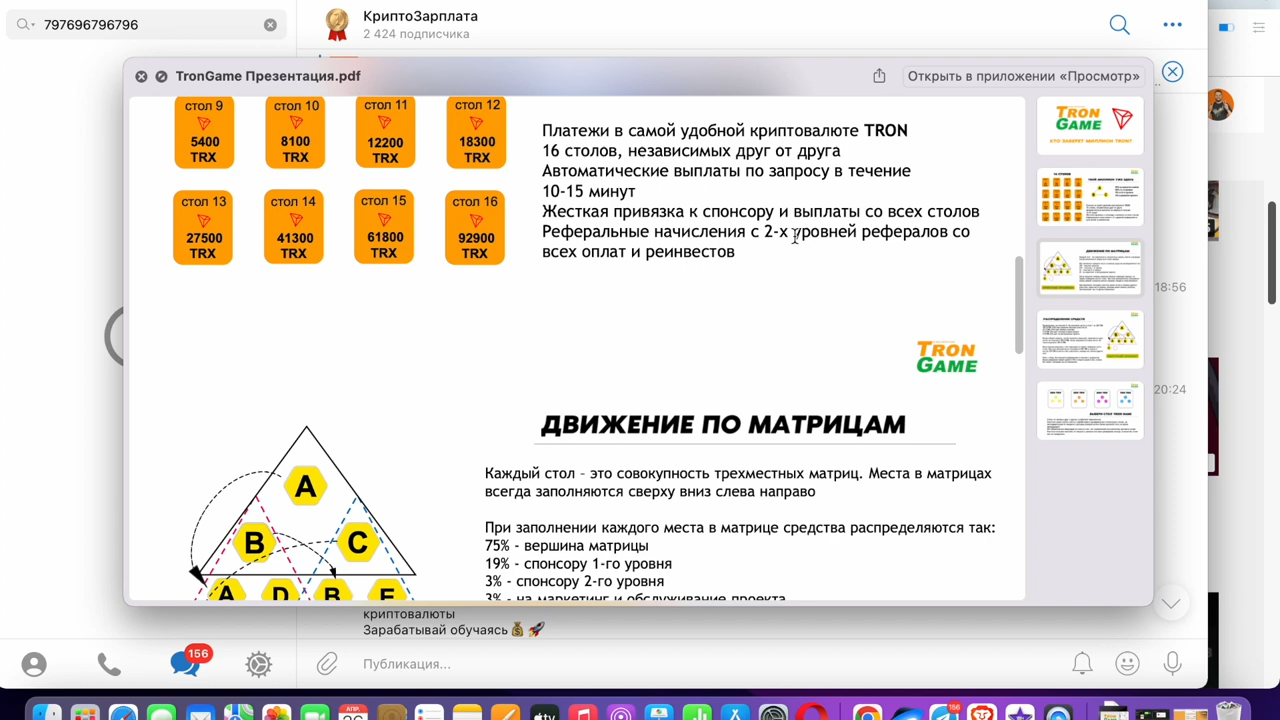 797696796796
КриптоЗарплата
2 424 подписчика
TronGame Презентация.pdf
Открыть в приложении «Просмотр»
стол 9
5400
TRX
стол 10
8100
TRX
стол 11
12200
TRX
стол 12
18300
TRX
стол 13
27500
TRX
стол 14
41300
TRX
стол 15
61800
TRX
стол 16
92900
TRX
Платежи в самой удобной криптовалюте TRON
16 столов, независимых друг от друга
Автоматические выплаты по запросу в течение
10-15 минут
Жесткая привязка к спонсору и выплата со всех столов
Реферальные начисления с 2-х уровней рефералов со
всех оплат и реинвестов
TRON
GAME
ДВИЖЕНИЕ ПО МАТРИЦАМ
Каждый стол – это совокупность трехместных матриц. Места в матрицах
всегда заполняются сверху вниз слева направо
При заполнении каждого места в матрице средства распределяются так:
75% - вершина матрицы
19% - спонсору 1-го уровня
3% - спонсору 2-го уровня
3% - на маркетинг и обслуживание проекта
A
B
C
A
D
B
E
TRON
GAME
18:56
20:24
криптовалюты
Зарабатывай обучаясь
156
Публикация...